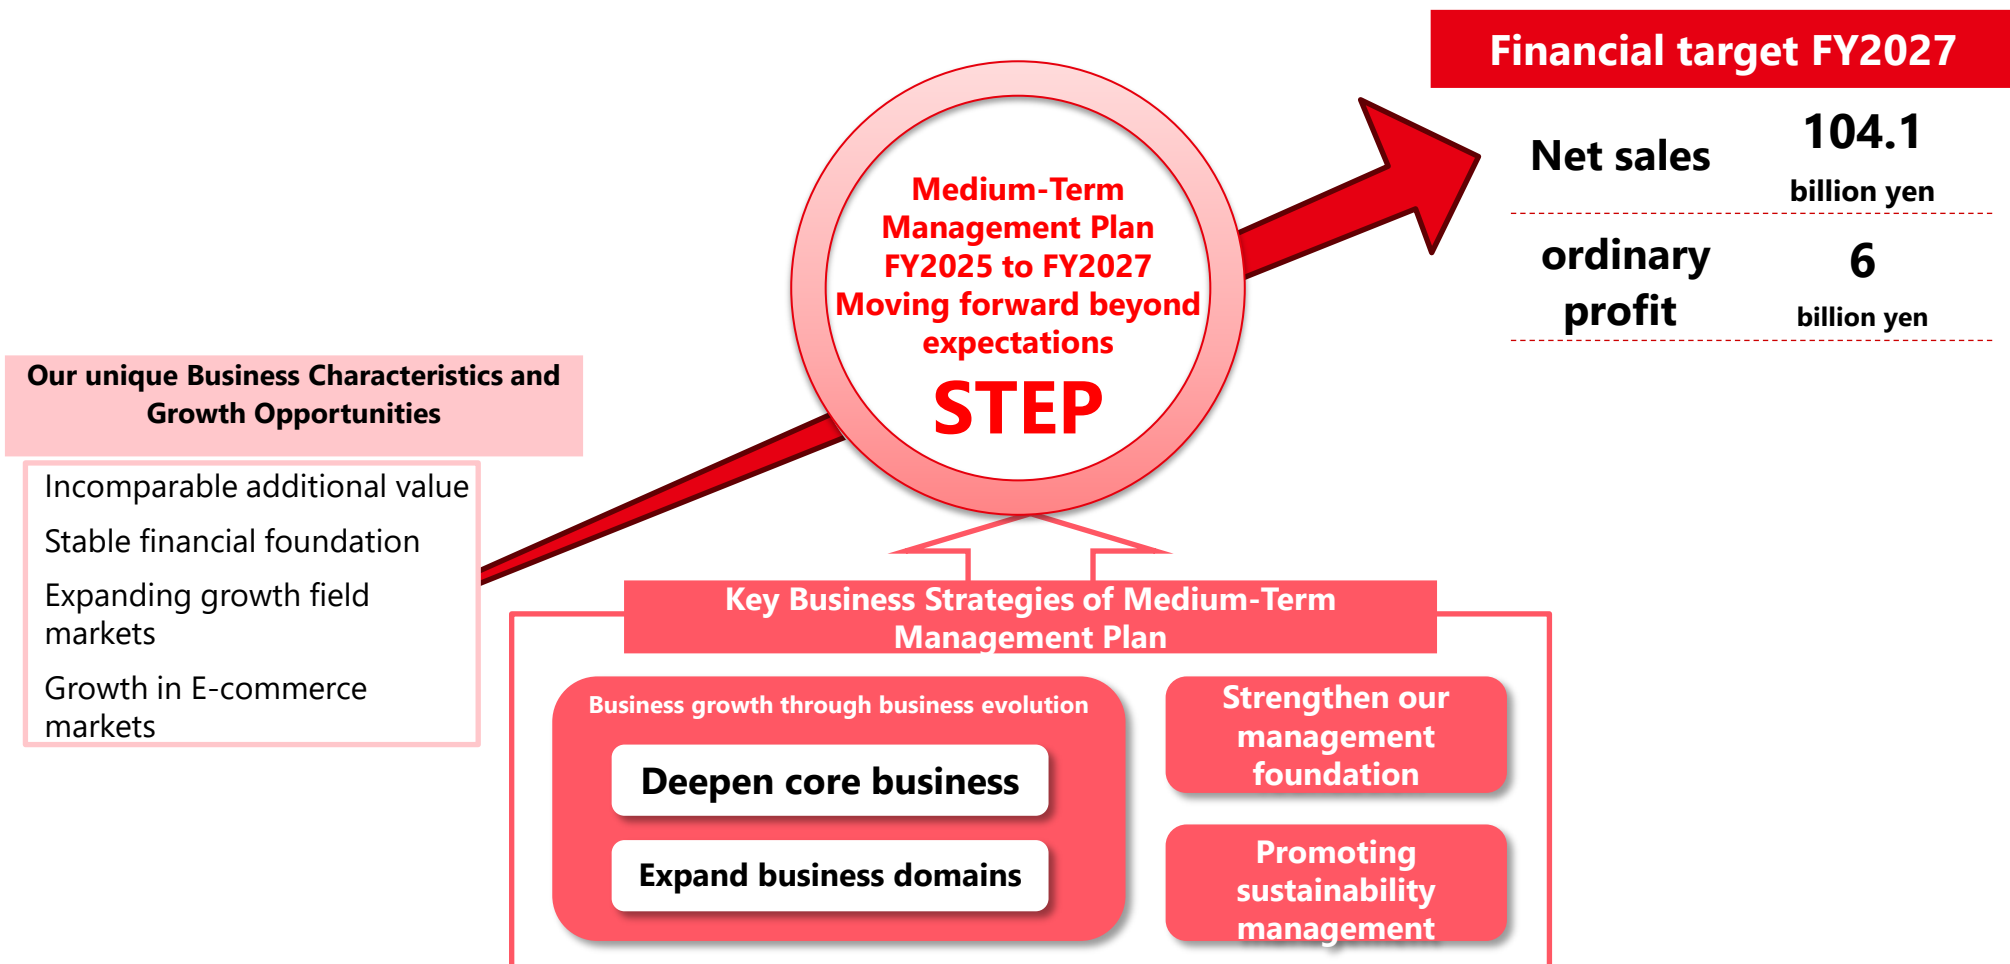 Financial target FY2027
Net sales
104.1
billion yen
ordinary
profit
6
billion yen
Medium-Term
Management Plan
FY2025 to FY2027
Moving forward beyond
expectations
STEP
Our unique Business Characteristics and
Growth Opportunities
Incomparable additional value
Stable financial foundation
Expanding growth field
markets
Growth in E-commerce
markets
Key Business Strategies of Medium-Term
Management Plan
Business growth through business evolution
Deepen core business
Expand business domains
Strengthen our
management
foundation
Promoting
sustainability
management